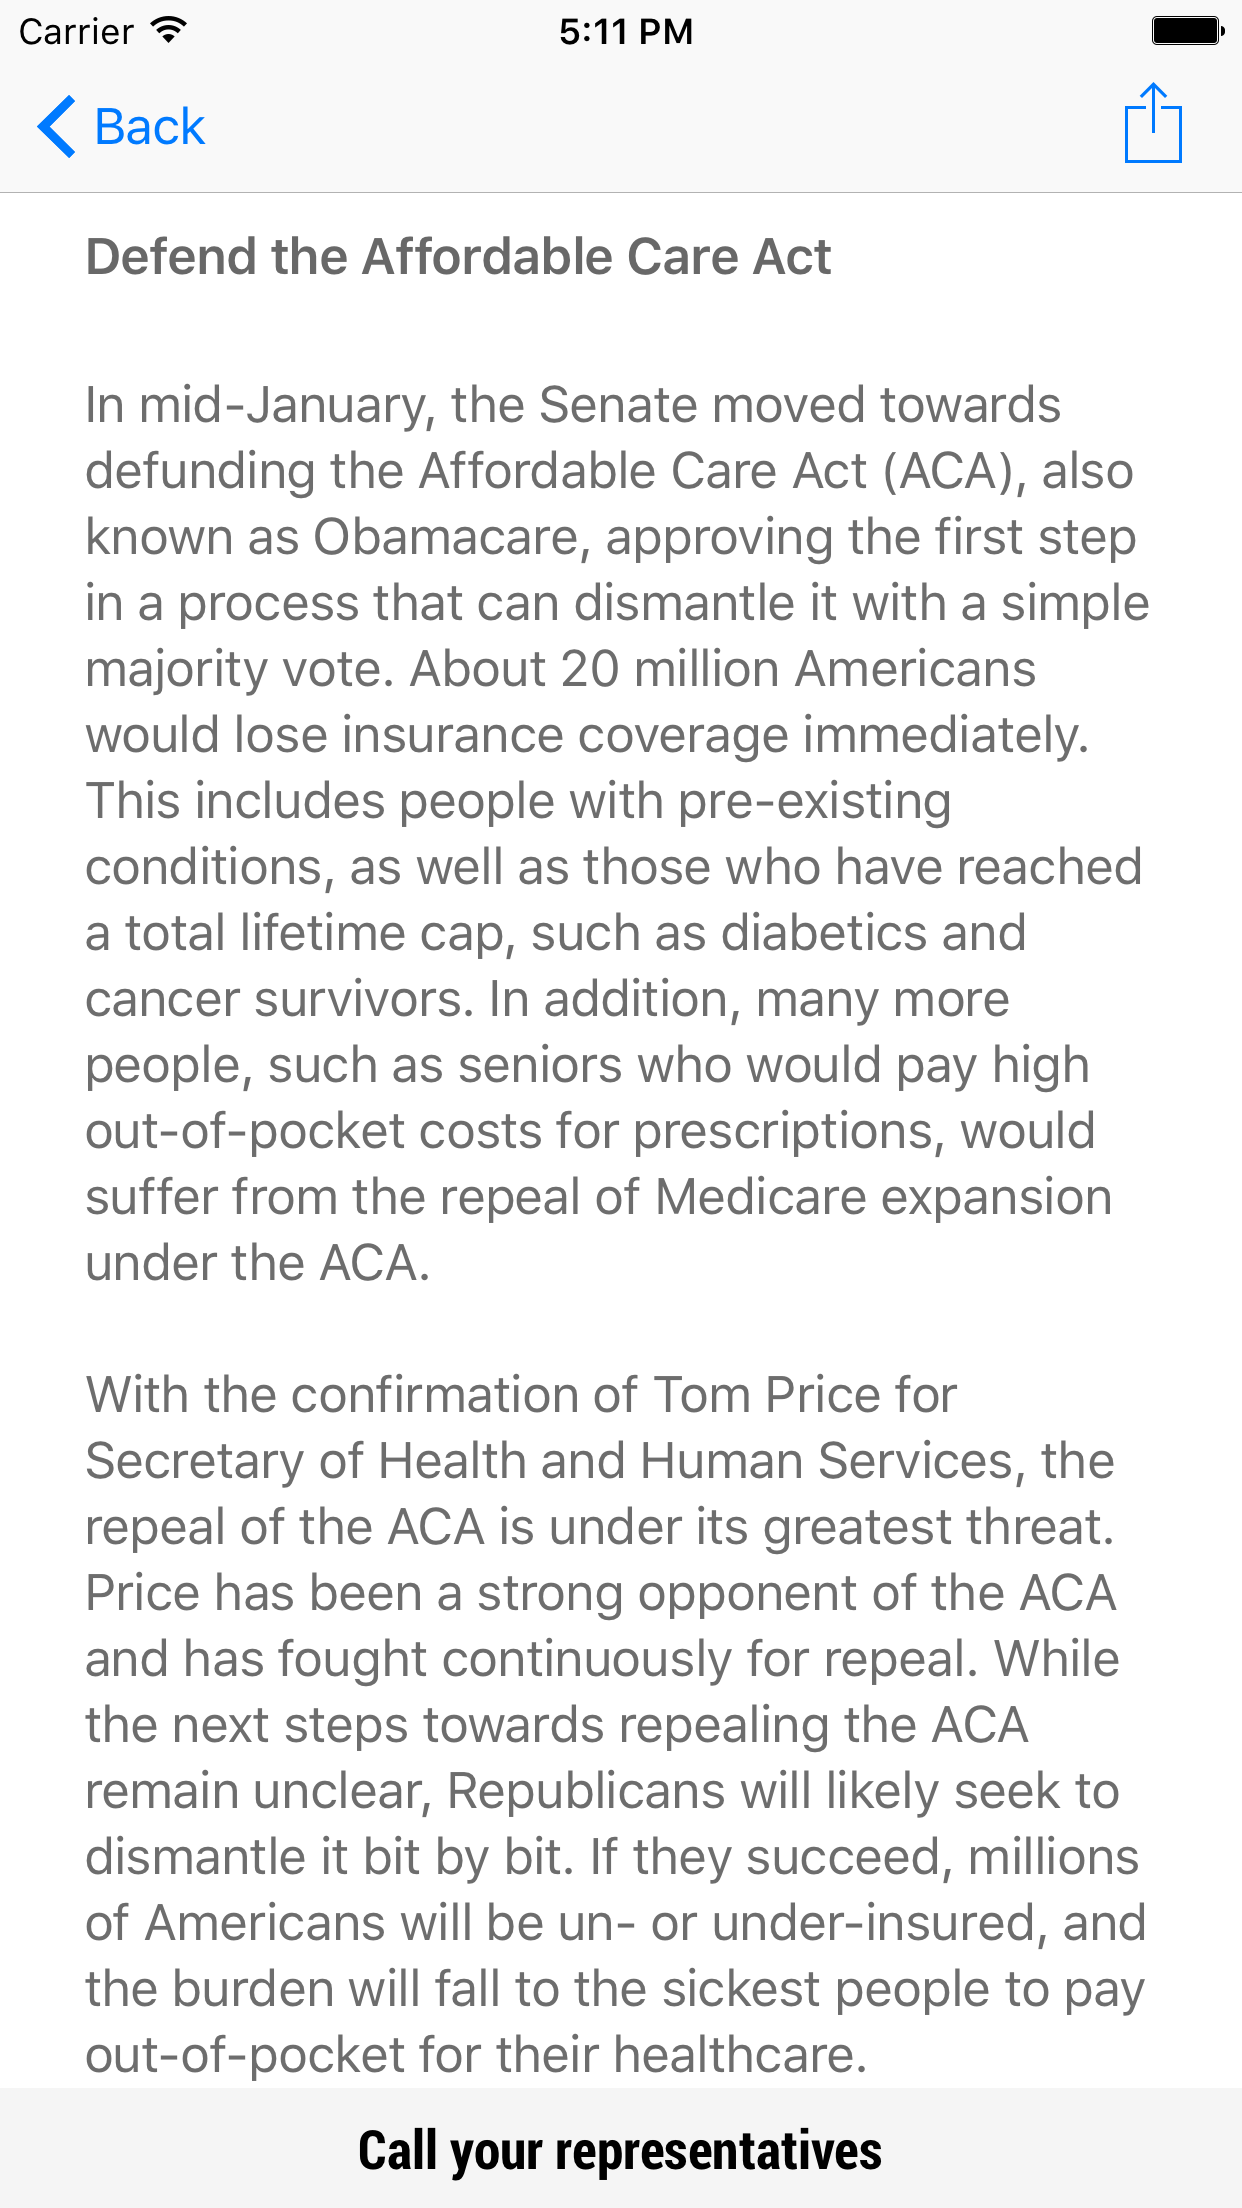 Carrier 5:11 PM
Back
Defend the Affordable Care Act
In mid-January, the Senate moved towards
defunding the Affordable Care Act (ACA), also
known as Obamacare, approving the first step
in a process that can dismantle it with a simple
majority vote. About 20 million Americans
would lose insurance coverage immediately.
This includes people with pre-existing
conditions, as well as those who have reached
a total lifetime cap, such as diabetics and
cancer survivors. In addition, many more
people, such as seniors who would pay high
out-of-pocket costs for prescriptions, would
suffer from the repeal of Medicare expansion
under the ACA.
With the confirmation of Tom Price for
Secretary of Health and Human Services, the
repeal of the ACA is under its greatest threat.
Price has been a strong opponent of the ACA
and has fought continuously for repeal. While
the next steps towards repealing the ACA
remain unclear, Republicans will likely seek to
dismantle it bit by bit. If they succeed, millions
of Americans will be un- or under-insured, and
the burden will fall to the sickest people to pay
out-of-pocket for their healthcare.
Call your representatives